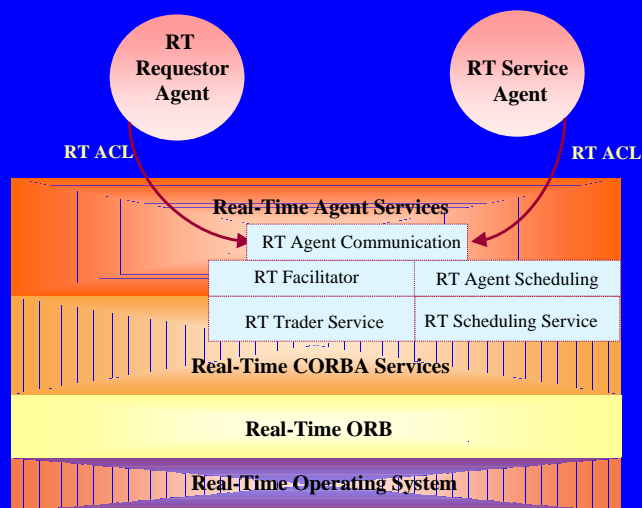 RT
Requestor
Agent
RT Service
Agent
RT ACL
RT ACL
Real-Time Agent Services
RT Agent Communication
RT Facilitator
RT Agent Scheduling
RT Trader Service
RT Scheduling Service
Real-Time CORBA Services
Real-Time ORB
Real-Time Operating System